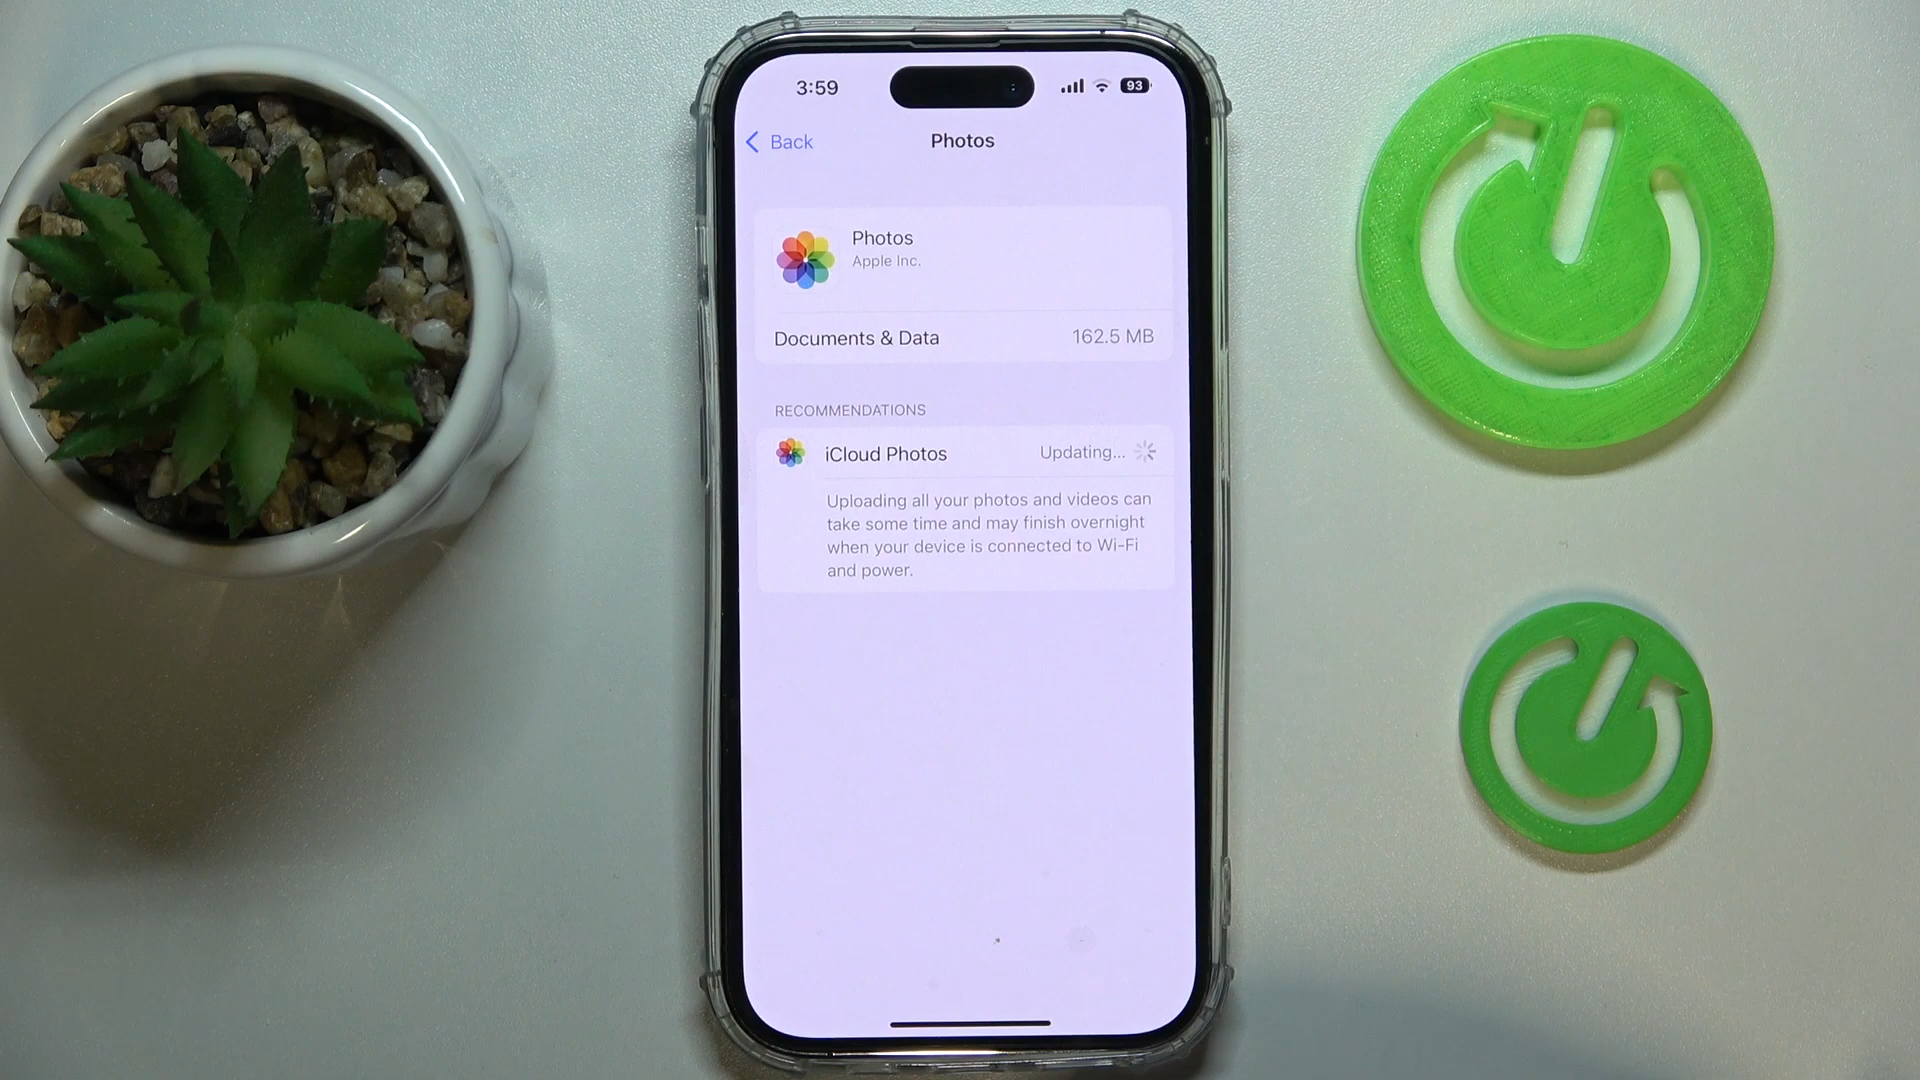 3:59
93
Back
Photos
Photos
Apple Inc.
Documents & Data 162.5 MB
RECOMMENDATIONS
iCloud Photos Updating...
Uploading all your photos and videos can
take some time and may finish overnight
when your device is connected to Wi-Fi
and power.